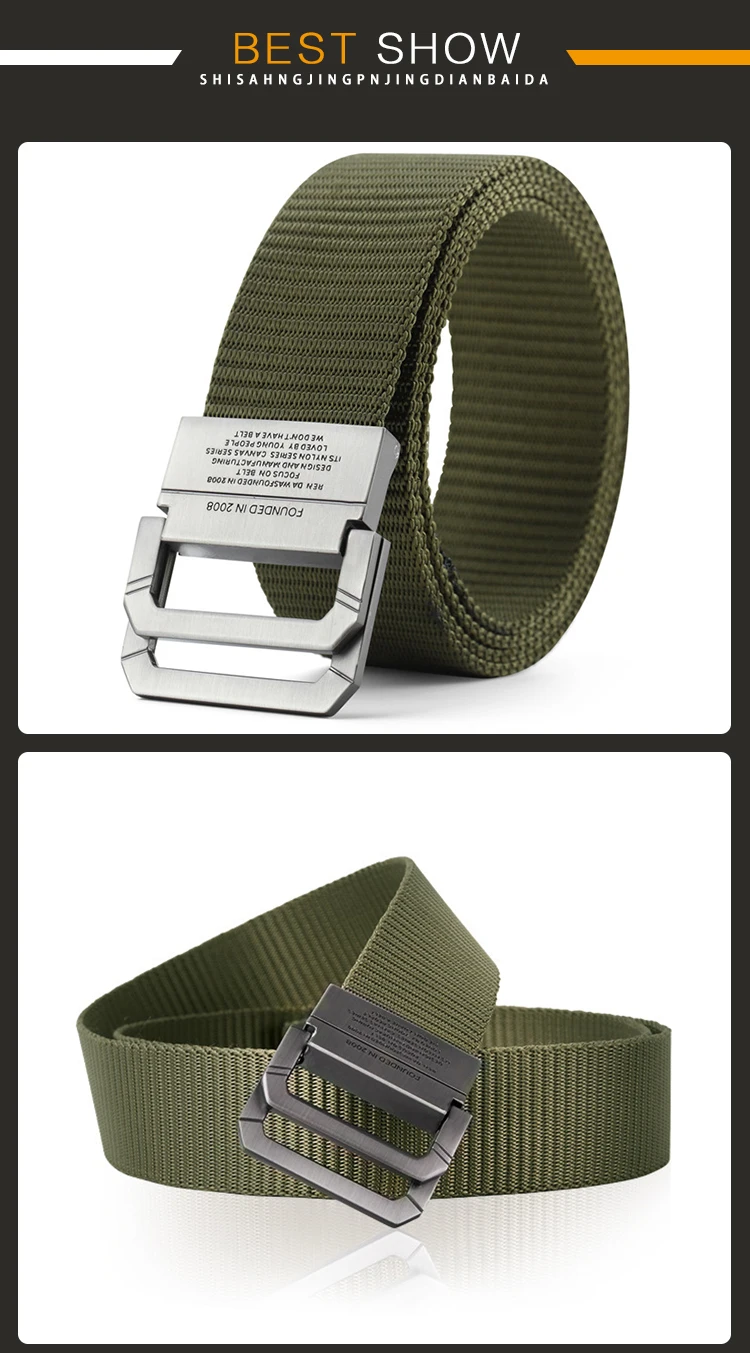 BEST SHOW
SHISAHNGJINGPNJINGDIANBAIDA
FOUNDED IN 2008
REN DA WASFOUNDED IN 2008
FOCUS ON BELT
DESIGN AND MANUFACTURING
ITS NYLON SERIES CANVAS SERIES
LOVED BY YOUNG PEOPLE
WE DON'T HAVE A BELT
FOUNDED IN 2008